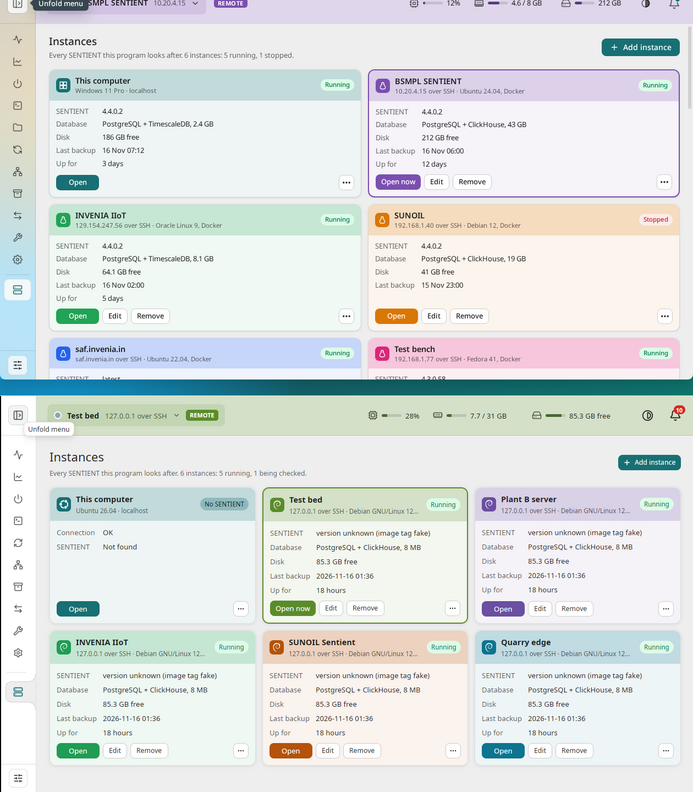 Unfold menu
BSMPL SENTIENT 10.20.4.15 REMOTE 12% 4.6 / 8 GB 212 GB
Instances
Every SENTIENT this program looks after. 6 instances: 5 running, 1 stopped.
+ Add instance
This computer
Windows 11 Pro · localhost
Running
SENTIENT 4.4.0.2
Database PostgreSQL + TimescaleDB, 2.4 GB
Disk 186 GB free
Last backup 16 Nov 07:12
Up for 3 days
Open
BSMPL SENTIENT
10.20.4.15 over SSH · Ubuntu 24.04, Docker
Running
SENTIENT 4.4.0.2
Database PostgreSQL + ClickHouse, 43 GB
Disk 212 GB free
Last backup 16 Nov 06:00
Up for 12 days
Open now Edit Remove
INVENIA IIoT
129.154.247.56 over SSH · Oracle Linux 9, Docker
Running
SENTIENT 4.4.0.2
Database PostgreSQL + TimescaleDB, 8.1 GB
Disk 64.1 GB free
Last backup 16 Nov 02:00
Up for 5 days
Open Edit Remove
SUNOIL
192.168.1.40 over SSH · Debian 12, Docker
Stopped
SENTIENT 4.4.0.2
Database PostgreSQL + ClickHouse, 19 GB
Disk 41 GB free
Last backup 15 Nov 23:00
Open Edit Remove
saf.invenia.in
saf.invenia.in over SSH · Ubuntu 22.04, Docker
Running
SENTIENT latest
Test bench
192.168.1.77 over SSH · Fedora 41, Docker
Running
Test bed 127.0.0.1 over SSH REMOTE 28% 7.7 / 31 GB 85.3 GB free 10
Unfold menu
Instances
Every SENTIENT this program looks after. 6 instances: 5 running, 1 being checked.
+ Add instance
This computer
Ubuntu 26.04 · localhost
No SENTIENT
Connection OK
SENTIENT Not found
Open
Test bed
127.0.0.1 over SSH · Debian GNU/Linux 12...
Running
SENTIENT version unknown (image tag fake)
Database PostgreSQL + ClickHouse, 8 MB
Disk 85.3 GB free
Last backup 2026-11-16 01:36
Up for 18 hours
Open now Edit Remove
Plant B server
127.0.0.1 over SSH · Debian GNU/Linux 12...
Running
SENTIENT version unknown (image tag fake)
Database PostgreSQL + ClickHouse, 8 MB
Disk 85.3 GB free
Last backup 2026-11-16 01:36
Up for 18 hours
Open Edit Remove
INVENIA IIoT
127.0.0.1 over SSH · Debian GNU/Linux 12...
Running
SENTIENT version unknown (image tag fake)
Database PostgreSQL + ClickHouse, 8 MB
Disk 85.3 GB free
Last backup 2026-11-16 01:36
Up for 18 hours
Open Edit Remove
SUNOIL Sentient
127.0.0.1 over SSH · Debian GNU/Linux 12...
Running
SENTIENT version unknown (image tag fake)
Database PostgreSQL + ClickHouse, 8 MB
Disk 85.3 GB free
Last backup 2026-11-16 01:36
Up for 18 hours
Open Edit Remove
Quarry edge
127.0.0.1 over SSH · Debian GNU/Linux 12...
Running
SENTIENT version unknown (image tag fake)
Database PostgreSQL + ClickHouse, 8 MB
Disk 85.3 GB free
Last backup 2026-11-16 01:36
Up for 18 hours
Open Edit Remove